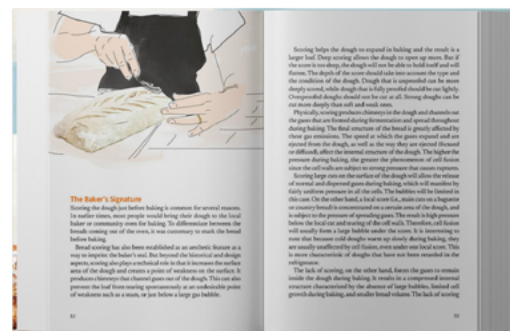 The Baker's Signature
Scoring the dough just before baking is common for several reasons.
In earlier times, most people would bring their dough to the local
baker or community oven for baking. To differentiate between the
breads coming out of the oven, it was customary to mark the bread
before baking.
Bread scoring has also been established as an aesthetic feature as a
way to imprint the baker's seal. But beyond the historical and design
aspects, scoring also plays a technical role in that it increases the surface
area of the dough and creates a point of weakness on the surface. It
produces chimneys that channel gases out of the dough. This can also
prevent the loaf from tearing spontaneously at an undesirable point
of weakness such as a seam, or just below a large gas bubble.
52
Scoring helps the dough to expand in baking and the result is a
larger loaf. Deep scoring allows the dough to open up more. But if
the score is too deep, the dough will not be able to hold itself and will
flatten. The depth of the score should take into account the type and
the condition of the dough. Dough that is unproofed can be more
deeply scored, while dough that is fully proofed should be cut lightly.
Overproofed doughs should not be cut at all. Strong doughs can be
cut more deeply than soft and weak ones.
Physically, scoring produces chimneys in the dough and channels out
the gases that are formed during fermentation and spread throughout
during baking. The final structure of the bread is greatly affected by
these gas emissions. The speed at which the gases expand and are
ejected from the dough, as well as the way they are ejected (focused
or diffused), affect the internal structure of the dough. The higher the
pressure during baking, the greater the phenomenon of cell fusion
since the cell walls are subject to strong pressure that causes ruptures.
Scoring large cuts on the surface of the dough will allow the release
of normal and dispersed gases during baking, which will manifest by
fairly uniform pressure in all the cells. The bubbles will be limited in
this case. On the other hand, a local score (i.e., main cuts on a baguette
or country bread) is concentrated on a certain area of the dough, and
is subject to the pressure of spreading gases. The result is high pressure
below the local cut and tearing of the cell walls. Therefore, cell fusion
will usually form a large bubble under the score. It is interesting to
note that because cold doughs warm up slowly during baking, they
are usually unaffected by cell fusion, even under one local score. This
is more characteristic of doughs that have not been retarded in the
refrigerator.
The lack of scoring, on the other hand, forces the gases to remain
inside the dough during baking. It results in a compressed internal
structure characterized by the absence of large bubbles, limited cell
growth during baking, and smaller bread volume. The lack of scoring